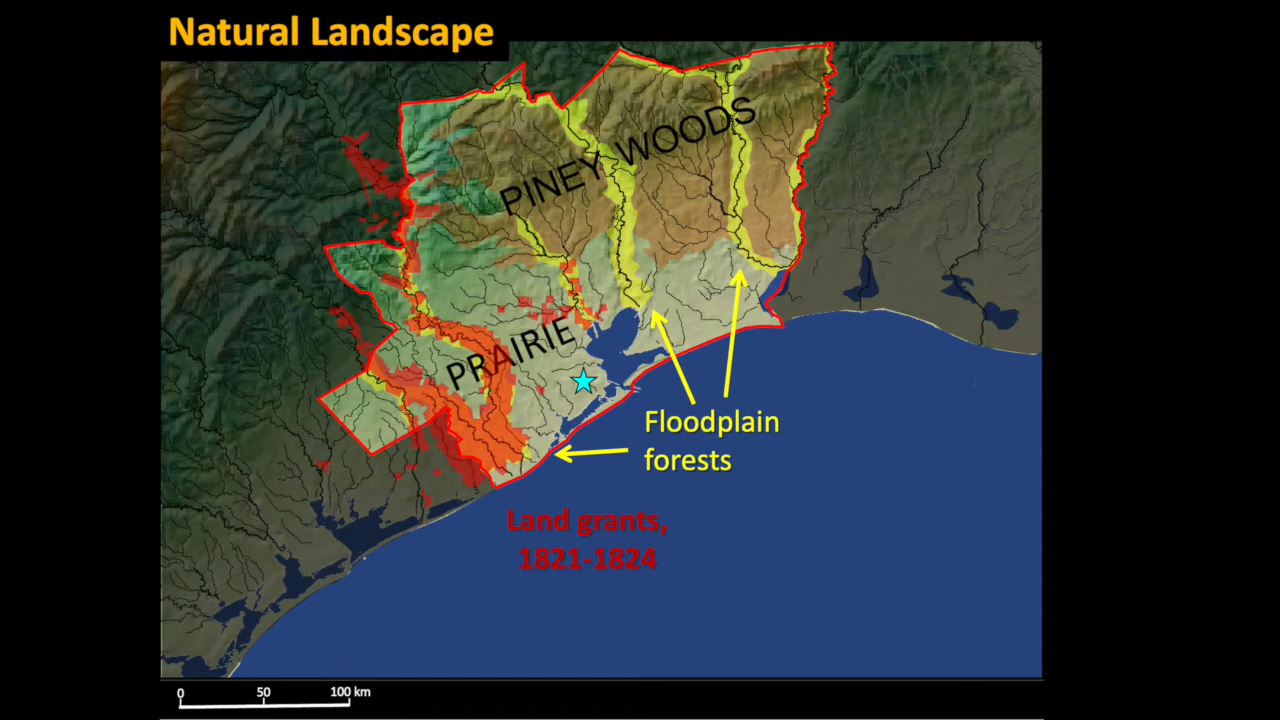 Natural Landscape
PINEY WOODS
PRAIRIE
Floodplain
forests
Land grants,
1821-1824
0 50 100 km